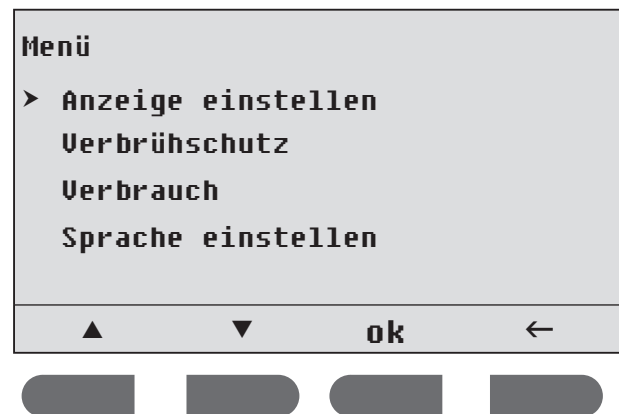 Menü
➤ Anzeige einstellen
Verbrühschutz
Verbrauch
Sprache einstellen
▲ ▼ ok ←